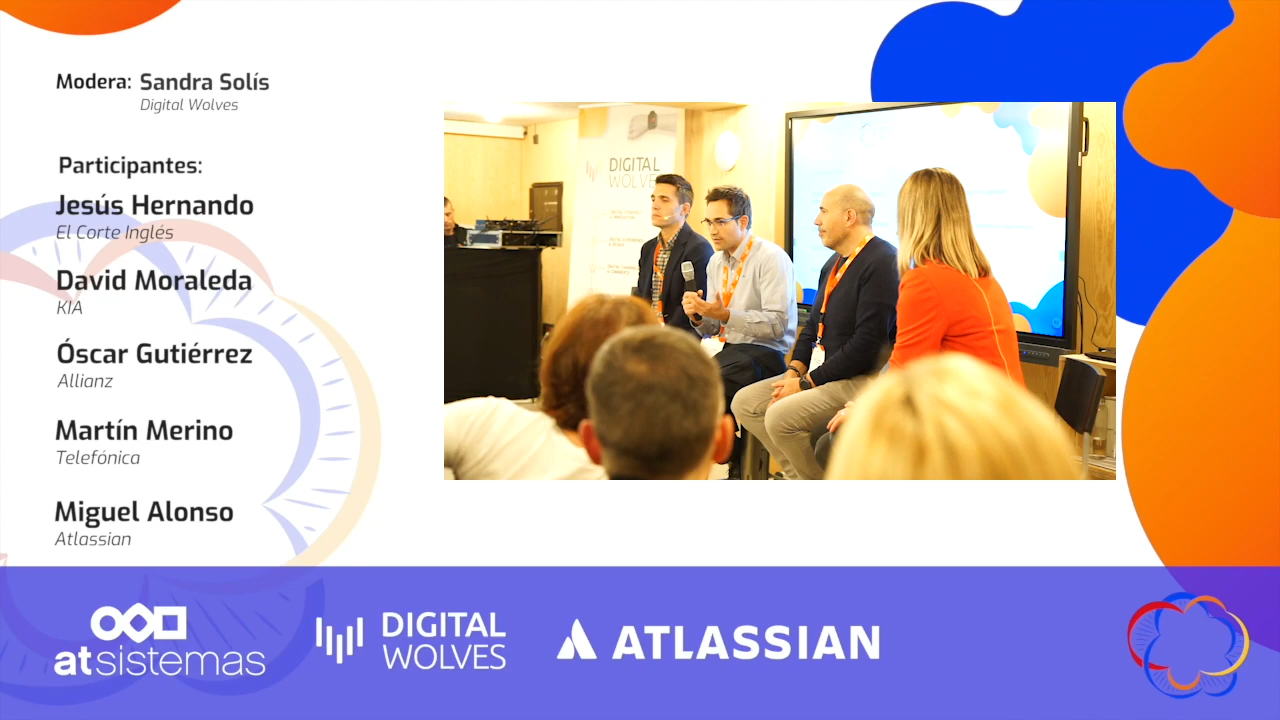 Modera: Sandra Solís
Digital Wolves
Participantes:
Jesús Hernando
El Corte Inglés
David Moraleda
KIA
Óscar Gutiérrez
Allianz
Martín Merino
Telefónica
Miguel Alonso
Atlassian
DIGITAL
WOLVES
atsistemas
DIGITAL
WOLVES
ATLASSIAN